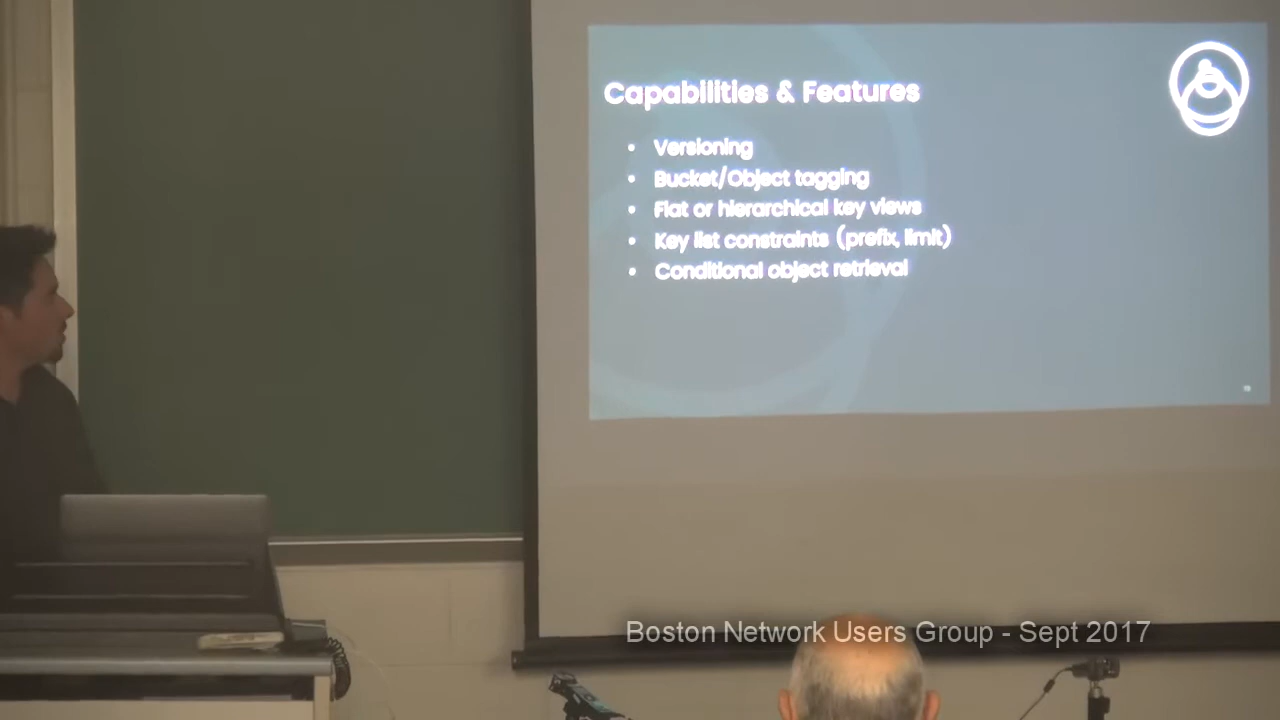 Capabilities & Features
• Versioning
• Bucket/Object tagging
• Flat or hierarchical key views
• Key list constraints (prefix, limit)
• Conditional object retrieval
Boston Network Users Group - Sept 2017